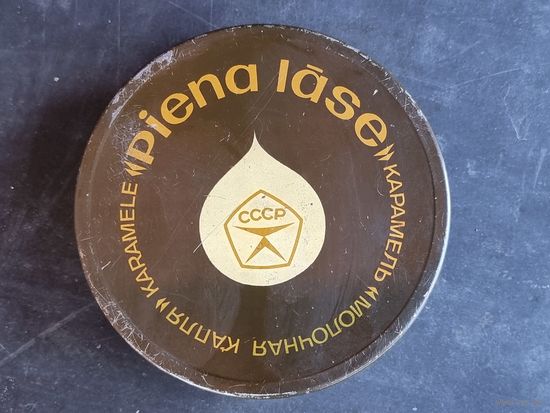 KARAMELE «piena lāse»
КАРАМЕЛЬ «МОЛОЧНАЯ КАПЛЯ»
СССР